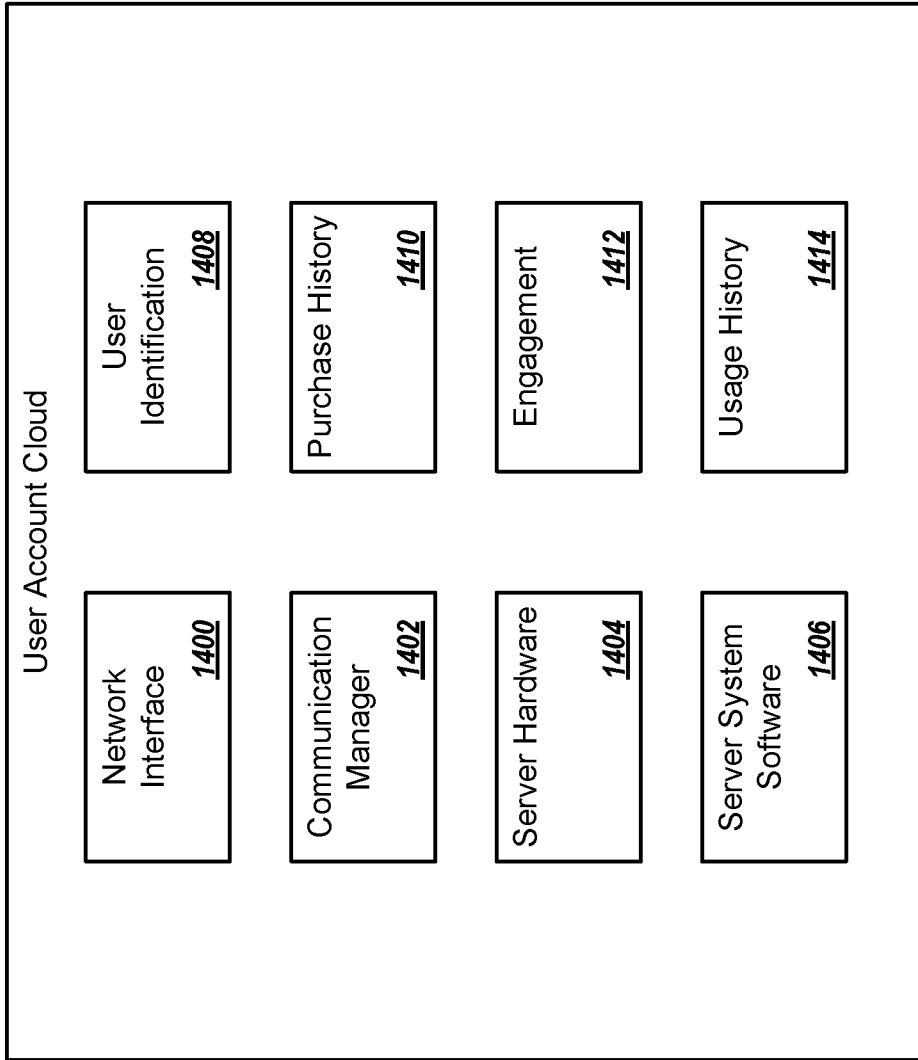 User Account Cloud
Network
Interface
1400
Communication
Manager
1402
Server Hardware
1404
Server System
Software
1406
User
Identification
1408
Purchase History
1410
Engagement
1412
Usage History
1414